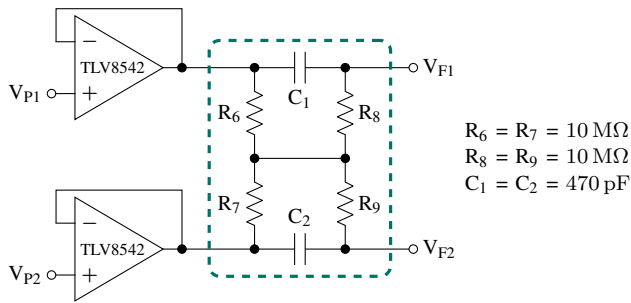 −
TLV8542
+
V_P1
V_F1
C_1
R_6
R_8
R_6 = R_7 = 10 MΩ
R_8 = R_9 = 10 MΩ
C_1 = C_2 = 470 pF
R_7
C_2
R_9
−
TLV8542
+
V_P2
V_F2